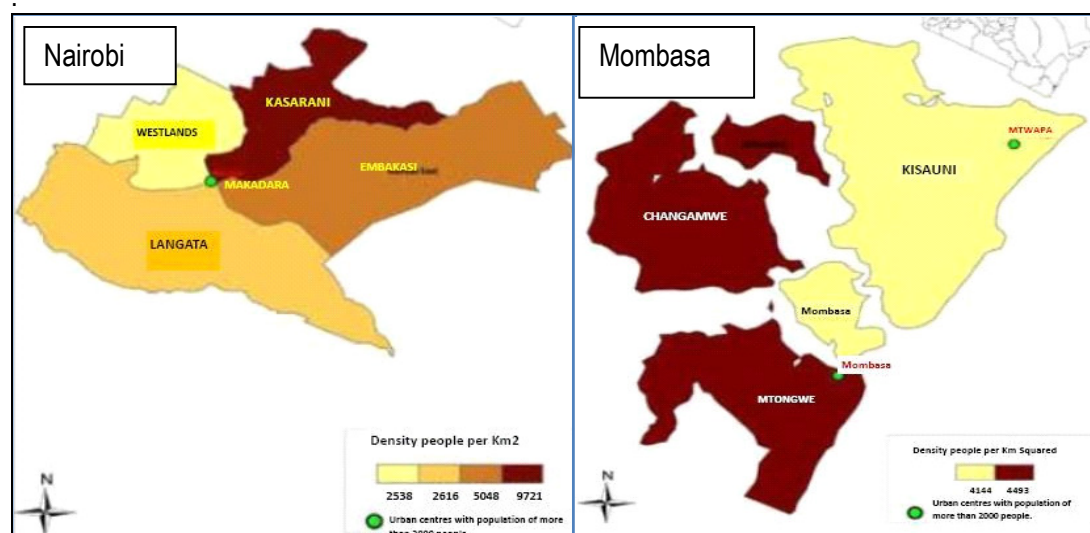 .
Nairobi
KASARANI
WESTLANDS
EMBAKASI
MAKADARA
LANGATA
Density people per Km2
2538 2616 5048 9721
Urban centres with population of more
than 2000 people
N
Mombasa
MTWAPA
KISAUNI
CHANGAMWE
Mombasa
Mombasa
MTONGWE
Density people per Km Squared
4144 4493
Urban centres with population of
more than 2000 people.
N